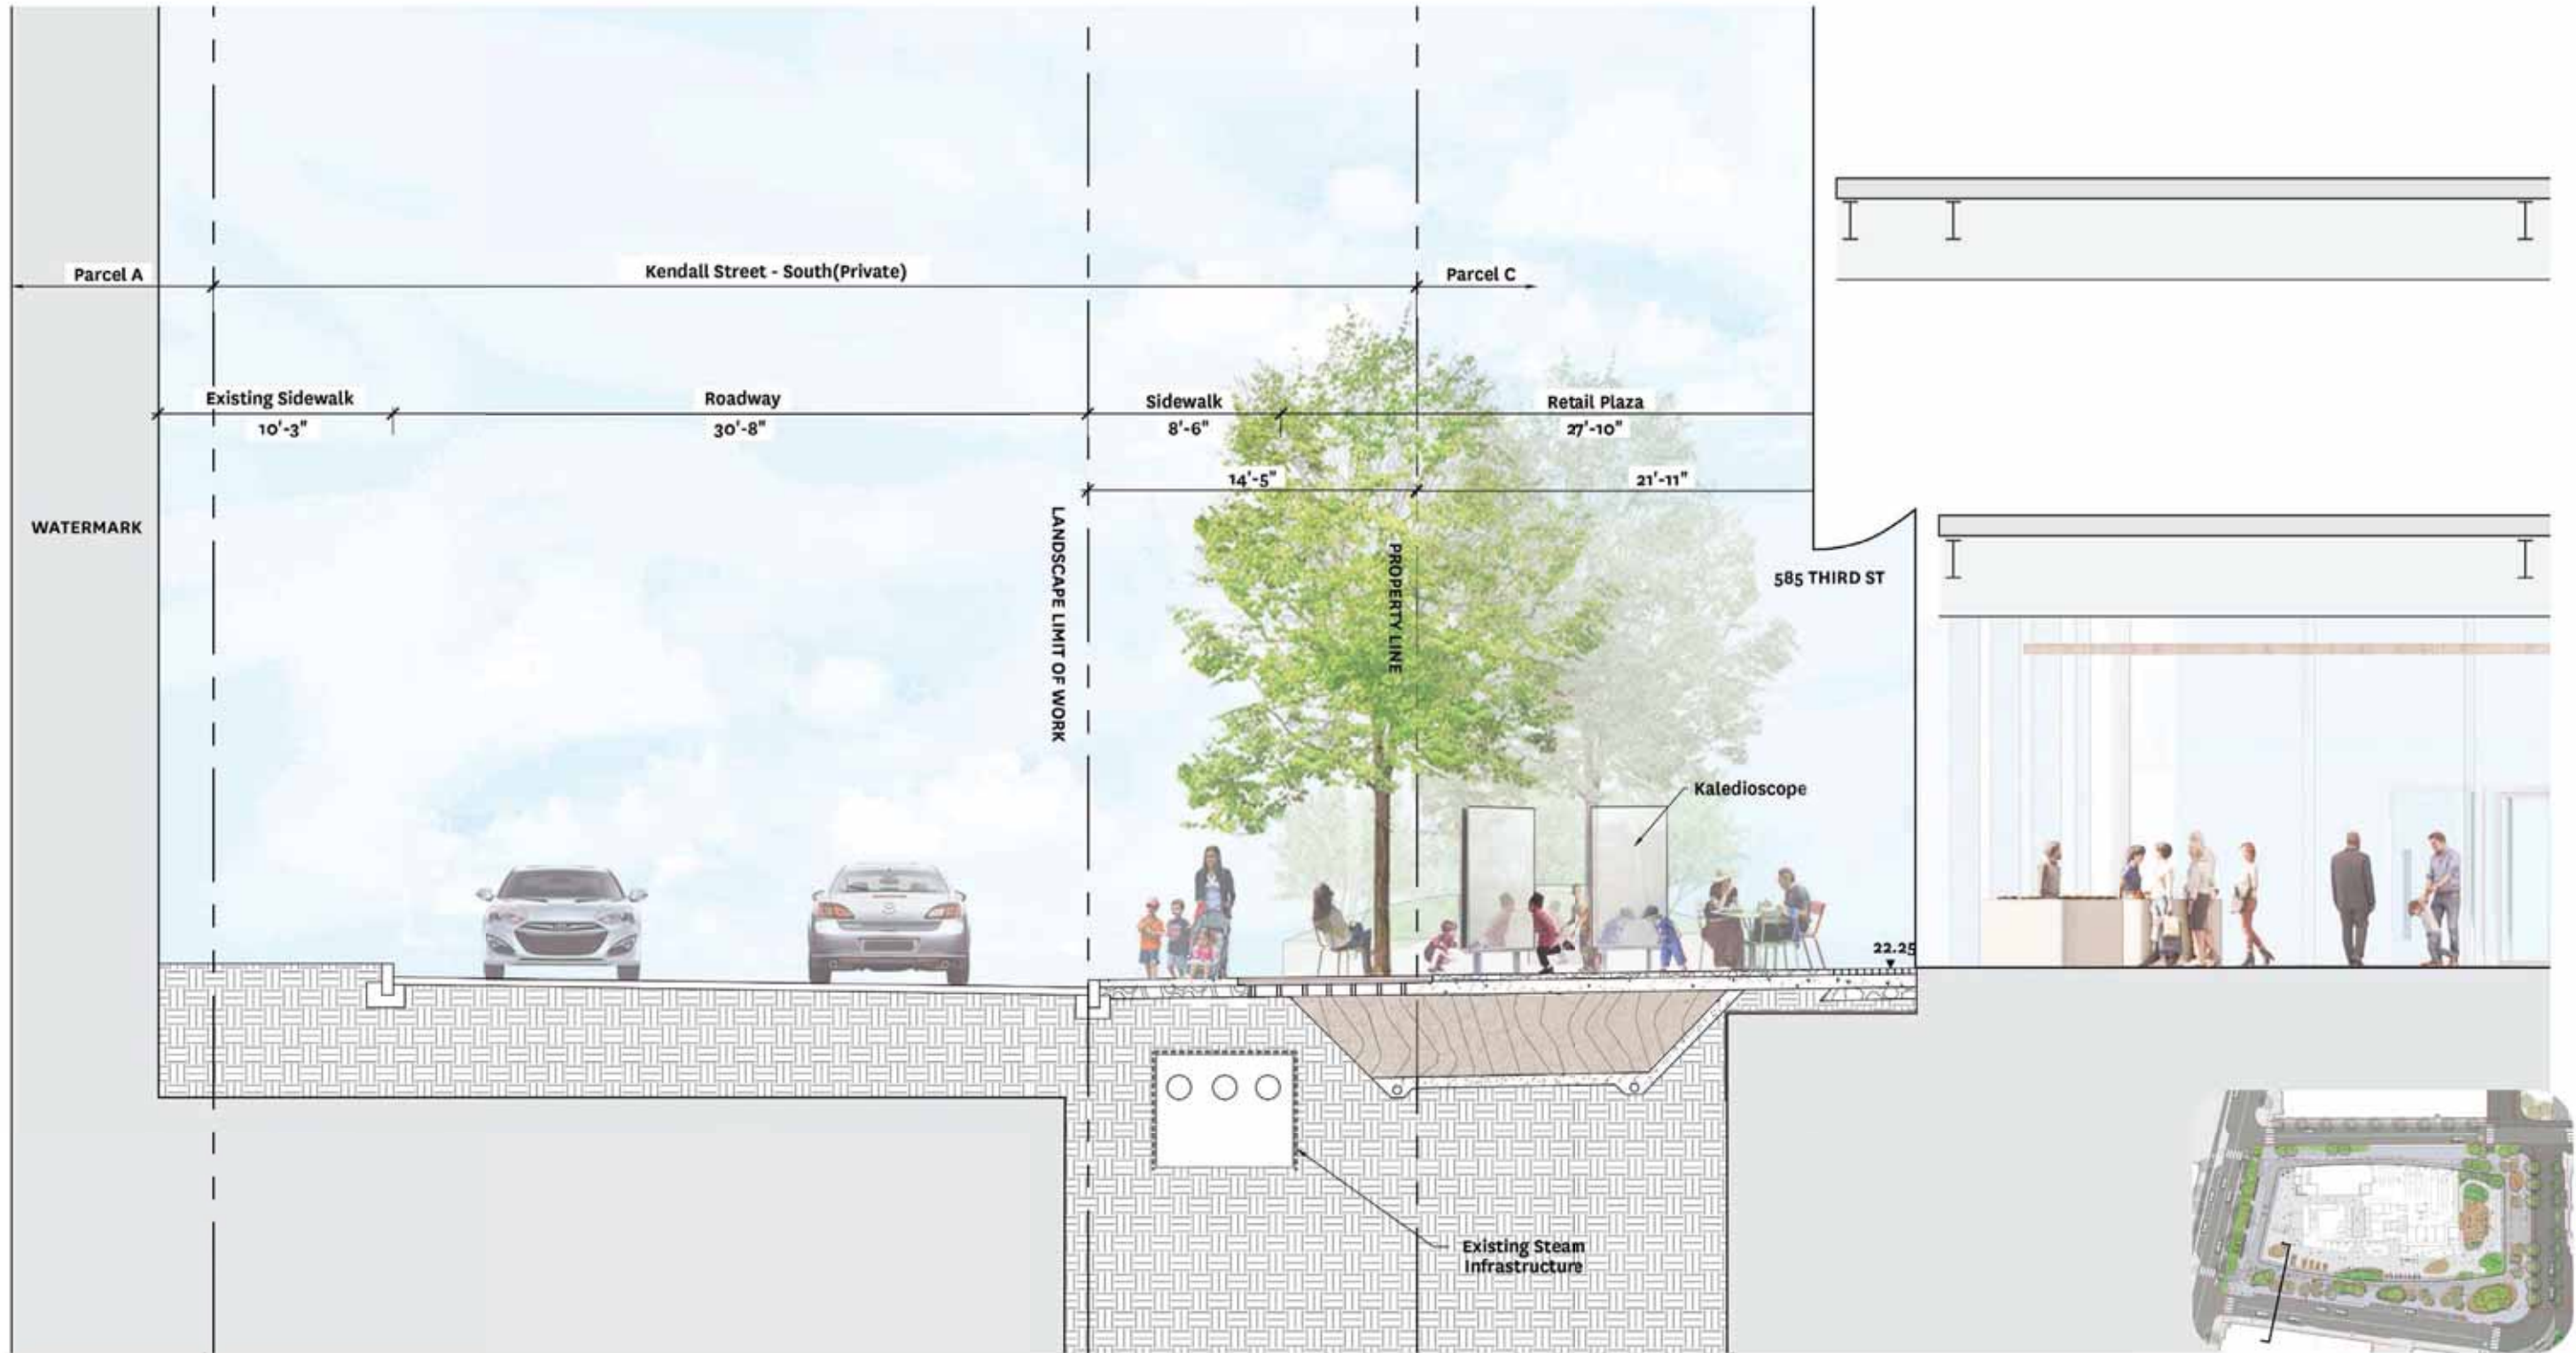 Parcel A
Kendall Street - South(Private)
Parcel C
Existing Sidewalk
Roadway
Sidewalk
Retail Plaza
10'-3"
30'-8"
8'-6"
27'-10"
14'-5"
21'-11"
WATERMARK
LANDSCAPE LIMIT OF WORK
PROPERTY LINE
585 THIRD ST
Kaledioscope
22.25
Existing Steam
Infrastructure